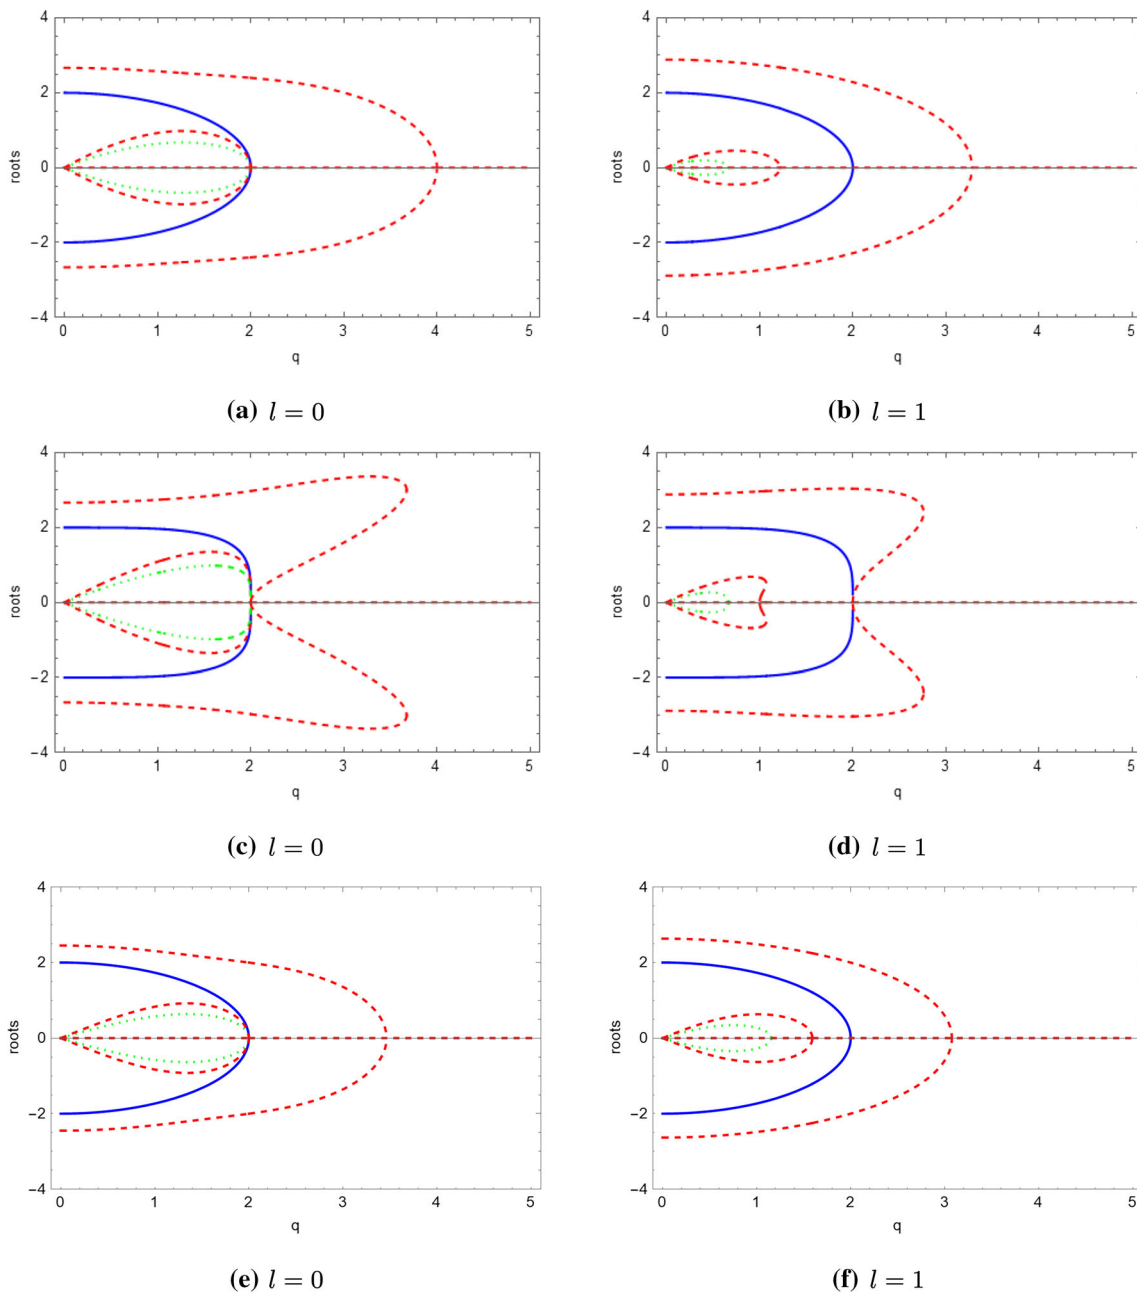 4
2
0
−2
−4
roots
0 1 2 3 4 5
q
(a) l = 0
4
2
0
−2
−4
roots
0 1 2 3 4 5
q
(b) l = 1
4
2
0
−2
−4
roots
0 1 2 3 4 5
q
(c) l = 0
4
2
0
−2
−4
roots
0 1 2 3 4 5
q
(d) l = 1
4
2
0
−2
−4
roots
0 1 2 3 4 5
q
(e) l = 0
4
2
0
−2
−4
roots
0 1 2 3 4 5
q
(f) l = 1